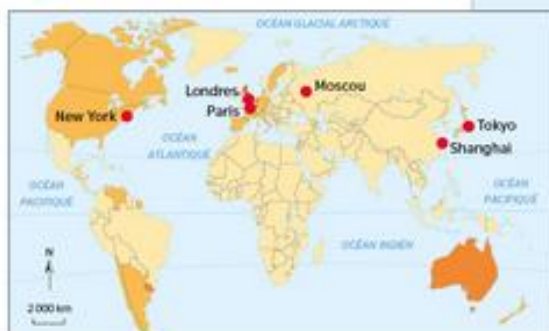 OCÉAN GLACIAL ARCTIQUE
Londres
Moscou
Paris
New York
Tokyo
Shanghai
OCÉAN
ATLANTIQUE
OCÉAN
PACIFIQUE
OCÉAN
PACIFIQUE
OCÉAN INDIEN
N
2 000 km